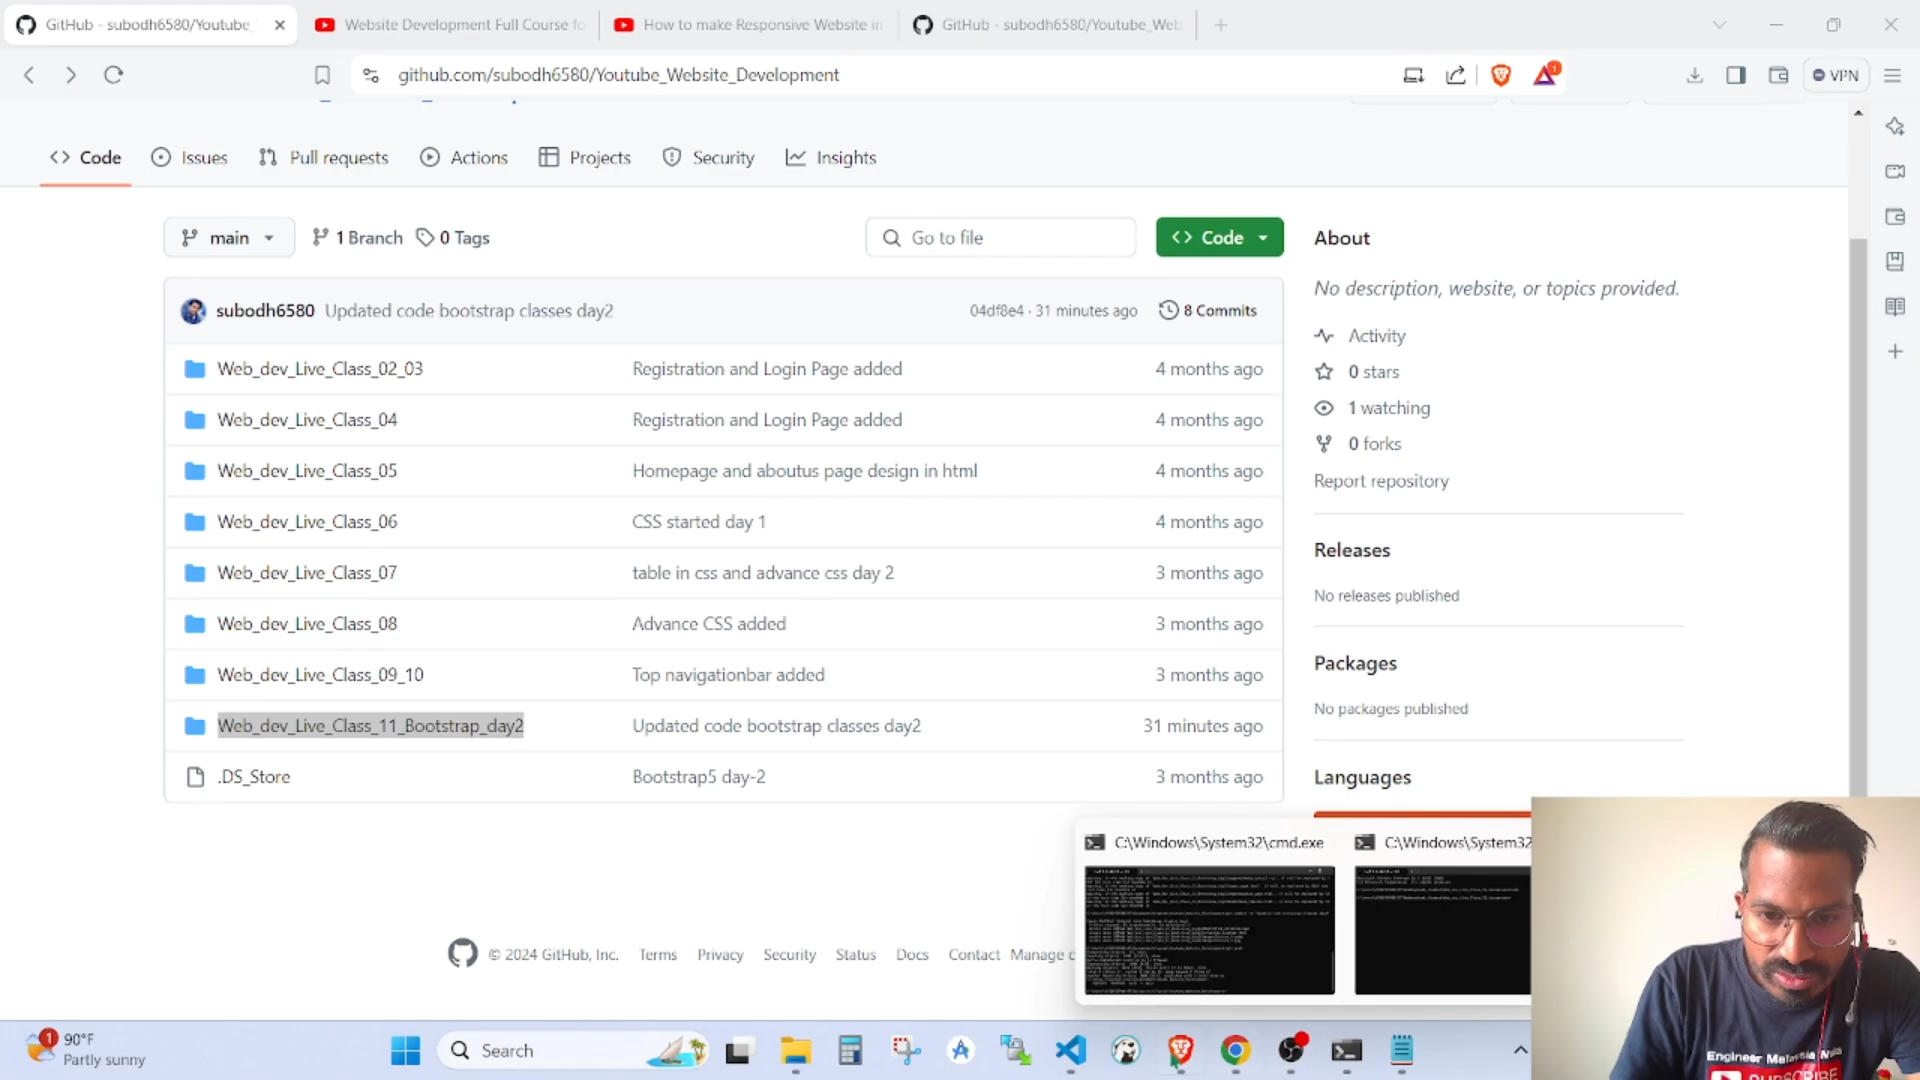 GitHub - subodh6580/Youtube_
Website Development Full Course fo
How to make Responsive Website in
GitHub - subodh6580/Youtube_Web
github.com/subodh6580/Youtube_Website_Development
1
VPN
Code
Issues
Pull requests
Actions
Projects
Security
Insights
main
1 Branch
0 Tags
Go to file
Code
About
No description, website, or topics provided.
subodh6580 Updated code bootstrap classes day2 04df8e4 · 31 minutes ago 8 Commits
Web_dev_Live_Class_02_03 Registration and Login Page added 4 months ago
Web_dev_Live_Class_04 Registration and Login Page added 4 months ago
Web_dev_Live_Class_05 Homepage and aboutus page design in html 4 months ago
Web_dev_Live_Class_06 CSS started day 1 4 months ago
Web_dev_Live_Class_07 table in css and advance css day 2 3 months ago
Web_dev_Live_Class_08 Advance CSS added 3 months ago
Web_dev_Live_Class_09_10 Top navigationbar added 3 months ago
Web_dev_Live_Class_11_Bootstrap_day2 Updated code bootstrap classes day2 31 minutes ago
.DS_Store Bootstrap5 day-2 3 months ago
Activity
0 stars
1 watching
0 forks
Report repository
Releases
No releases published
Packages
No packages published
Languages
C:\Windows\System32\cmd.exe
C:\Windows\System32
© 2024 GitHub, Inc. Terms Privacy Security Status Docs Contact Manage c
1
90°F
Partly sunny
Search
Engineer Malaysia
SUBSCRIBE